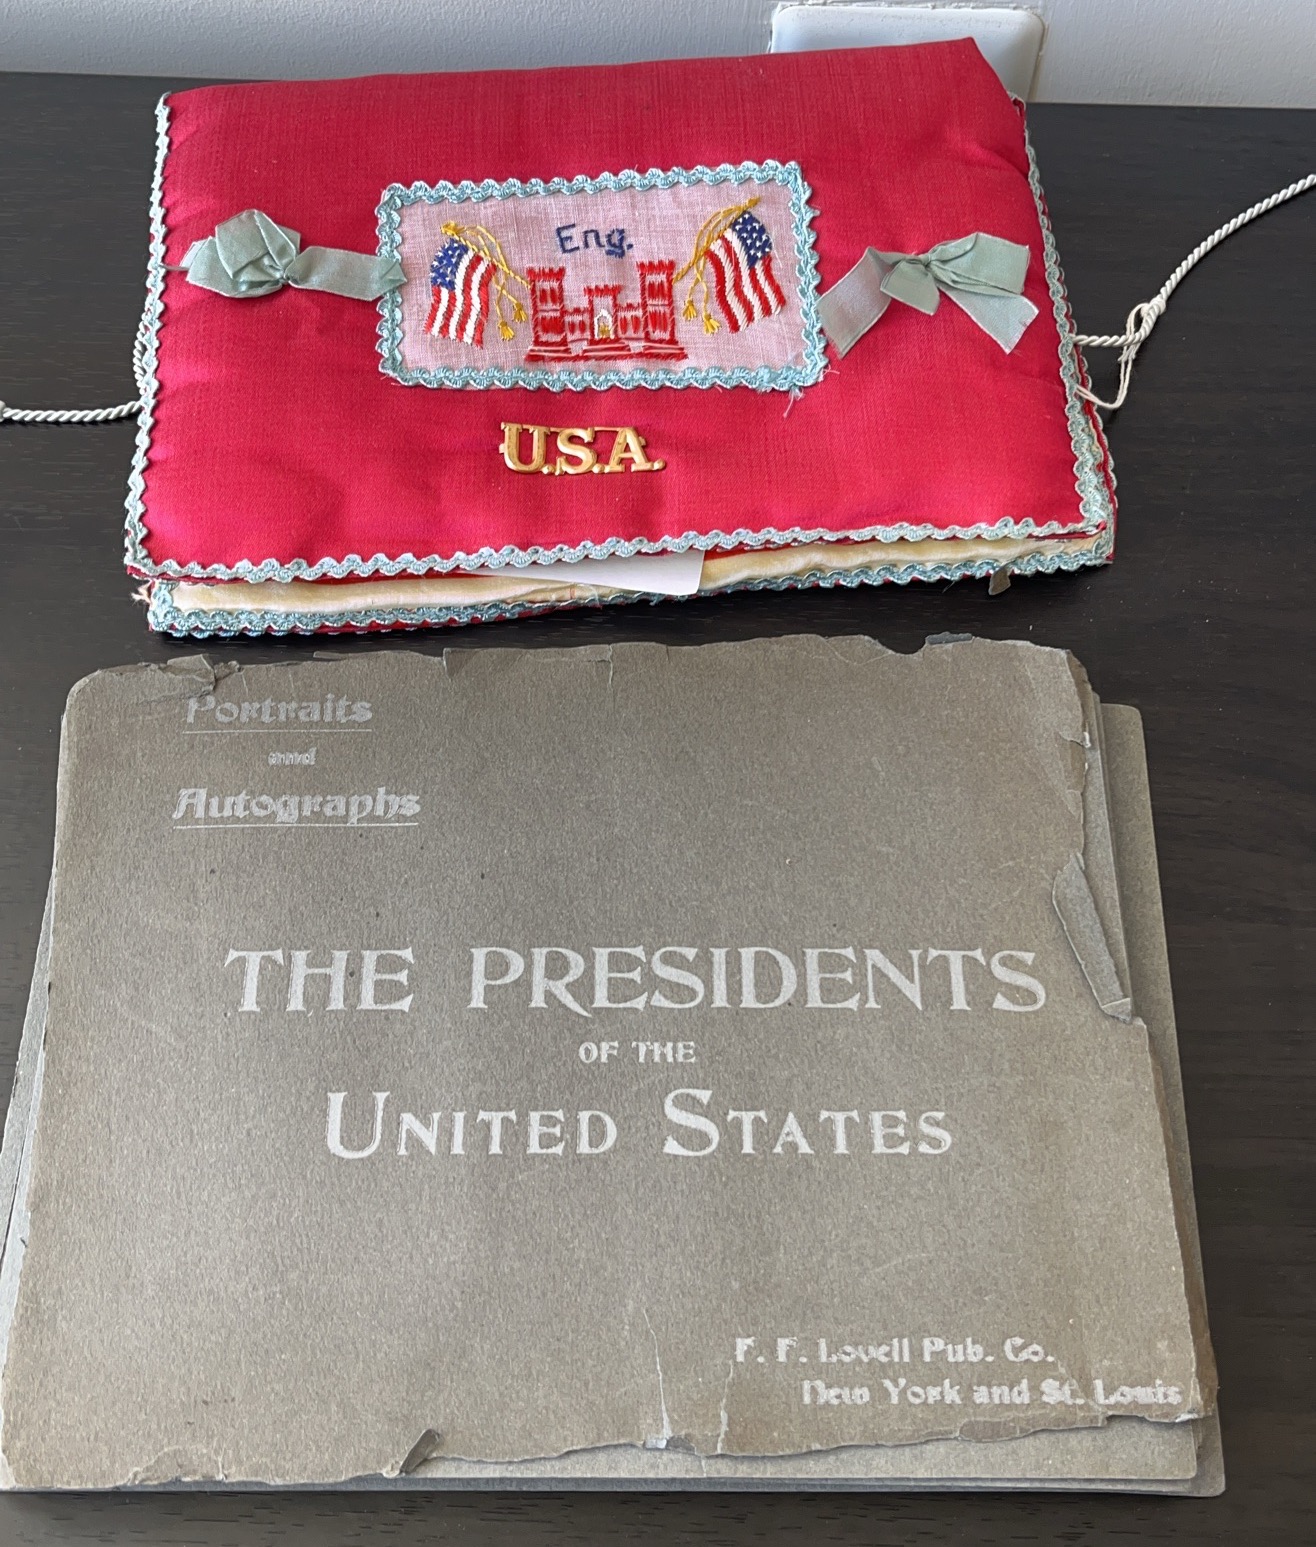 Eng.
U.S.A.
Portraits
and
Autographs
THE PRESIDENTS
OF THE
UNITED STATES
F. F. Lovell Pub. Co.
New York and St. Louis